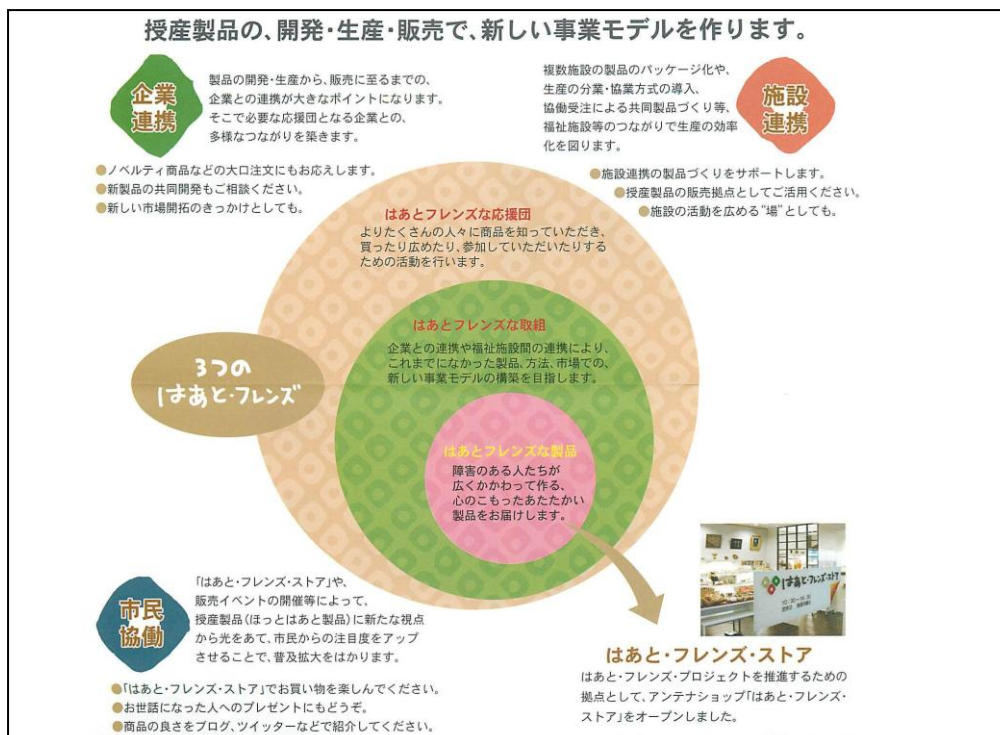 授産製品の、開発・生産・販売で、新しい事業モデルを作ります。
企業
連携
製品の開発・生産から、販売に至るまでの、
企業との連携が大きなポイントになります。
そこで必要な応援団となる企業との、
多様なつながりを築きます。
●ノベルティ商品などの大口注文にもお応えします。
●新製品の共同開発もご相談ください。
●新しい市場開拓のきっかけとしても。
複数施設の製品のパッケージ化や、
生産の分業・協業方式の導入、
協働受注による共同製品づくり等、
福祉施設等のつながりで生産の効率
化を図ります。
施設
連携
●施設連携の製品づくりをサポートします。
●授産製品の販売拠点としてご活用ください。
●施設の活動を広める“場”としても。
はあとフレンズな応援団
よりたくさんの人々に商品を知っていただき、
買ったり広めたり、参加していただいたりする
ための活動を行います。
はあとフレンズな取組
企業との連携や福祉施設間の連携により、
これまでになかった製品、方法、市場での、
新しい事業モデルの構築を目指します。
3つの
はあと・フレンズ
はあとフレンズな製品
障害のある人たちが
広くかかわって作る、
心のこもったあたたかい
製品をお届けします。
市民
協働
「はあと・フレンズ・ストア」や、
販売イベントの開催等によって、
授産製品(ほっとはあと製品)に新たな視点
から光をあて、市民からの注目度をアップ
させることで、普及拡大をはかります。
●「はあと・フレンズ・ストア」でお買い物を楽しんでください。
●お世話になった人へのプレゼントにもどうぞ。
●商品の良さをブログ、ツイッターなどで紹介してください。
はあと・フレンズ・ストア
はあと・フレンズ・ストア
はあと・フレンズ・プロジェクトを推進するための
拠点として、アンテナショップ「はあと・フレンズ・
ストア」をオープンしました。